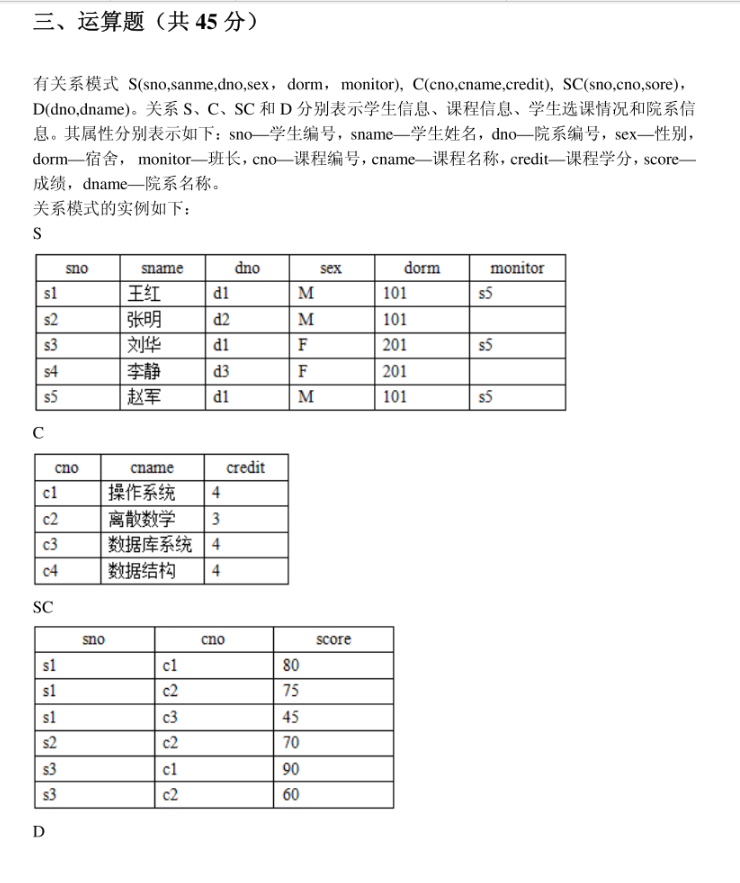 三、运算题（共 45 分）
有关系模式 S(sno,sanme,dno,sex，dorm，monitor), C(cno,cname,credit), SC(sno,cno,sore)，
D(dno,dname)。关系 S、C、SC 和 D 分别表示学生信息、课程信息、学生选课情况和院系信
息。其属性分别表示如下：sno—学生编号，sname—学生姓名，dno—院系编号，sex—性别，
dorm—宿舍， monitor—班长，cno—课程编号，cname—课程名称，credit—课程学分，score—
成绩，dname—院系名称。
关系模式的实例如下：
S
sno sname dno sex dorm monitor
s1 王红 d1 M 101 s5
s2 张明 d2 M 101
s3 刘华 d1 F 201 s5
s4 李静 d3 F 201
s5 赵军 d1 M 101 s5
C
cno cname credit
c1 操作系统 4
c2 离散数学 3
c3 数据库系统 4
c4 数据结构 4
SC
sno cno score
s1 c1 80
s1 c2 75
s1 c3 45
s2 c2 70
s3 c1 90
s3 c2 60
D